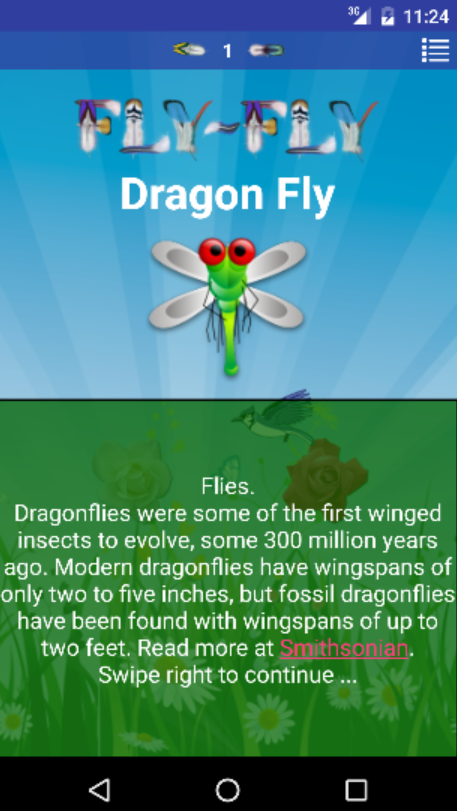 3G 11:24
1
FLY-FLY
Dragon Fly
Flies.
Dragonflies were some of the first winged
insects to evolve, some 300 million years
ago. Modern dragonflies have wingspans of
only two to five inches, but fossil dragonflies
have been found with wingspans of up to
two feet. Read more at Smithsonian.
Swipe right to continue ...